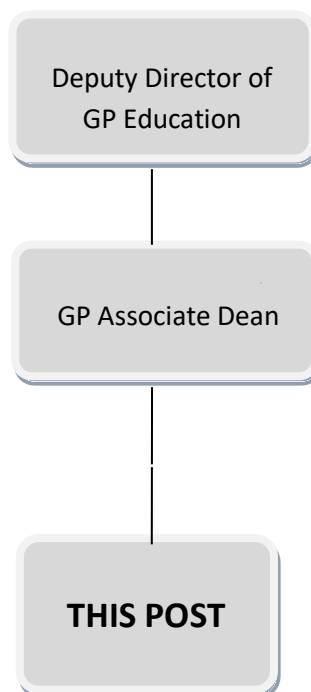 Deputy Director of
GP Education
GP Associate Dean
THIS POST